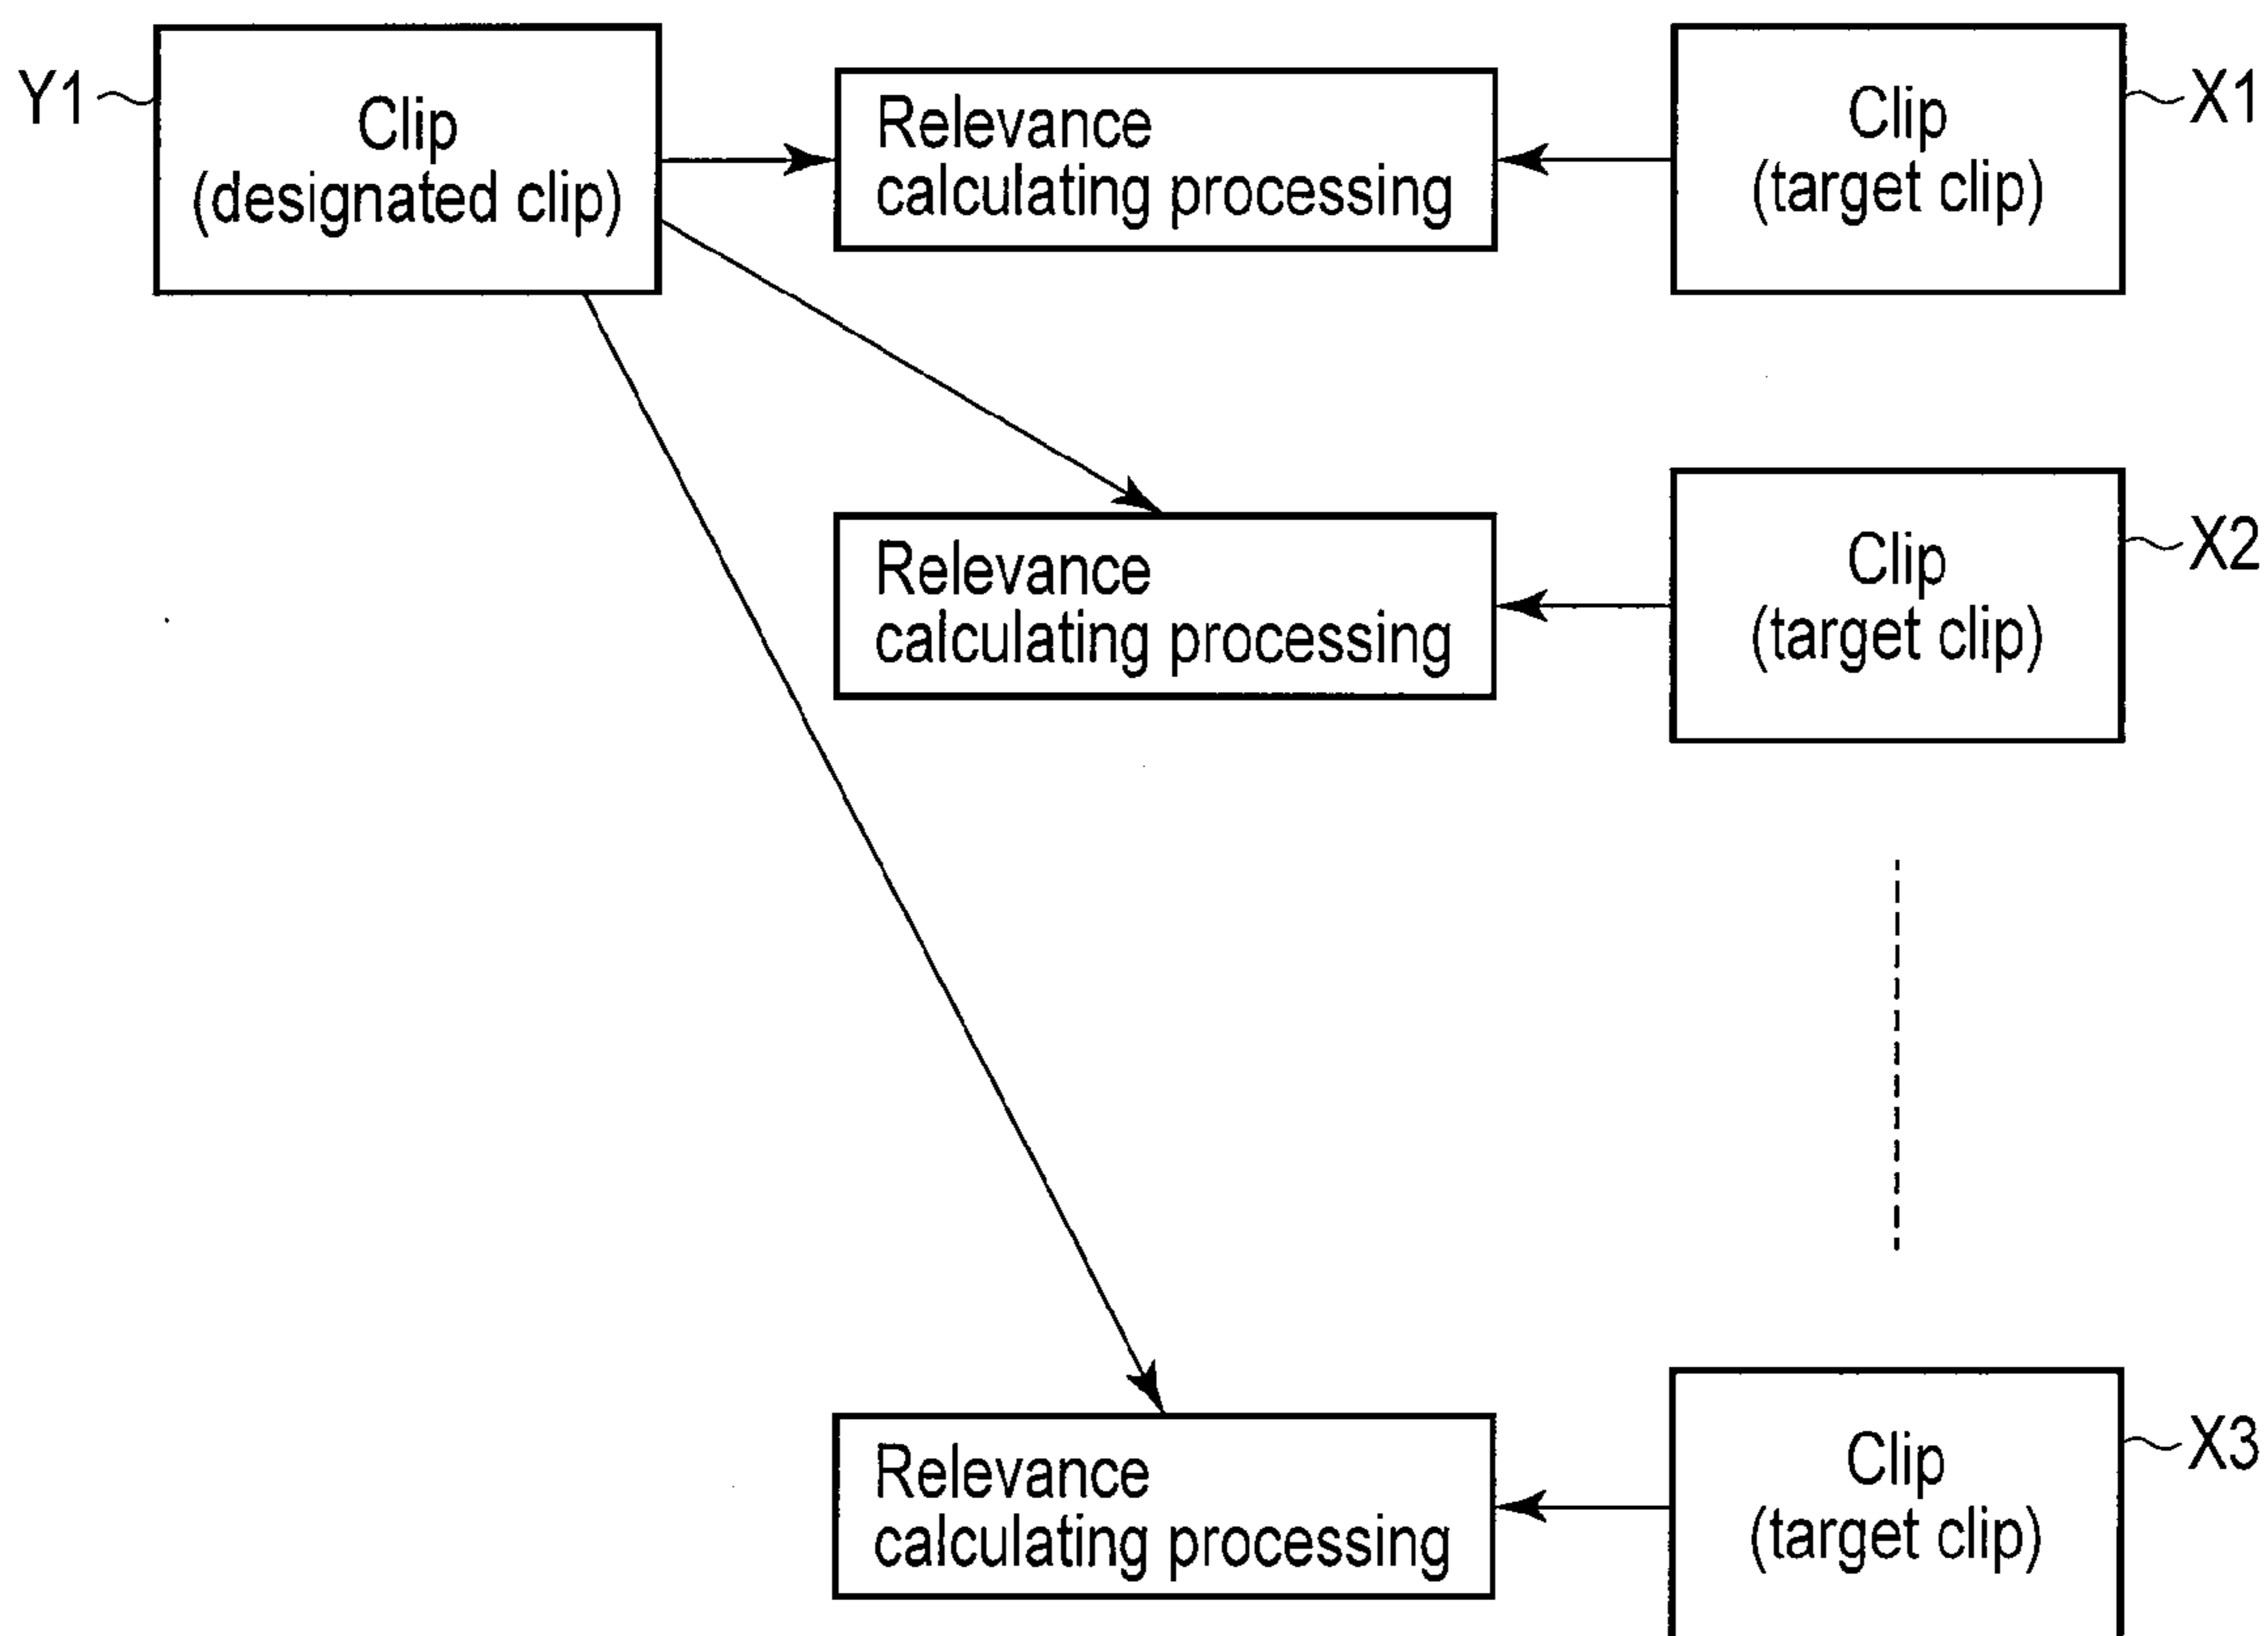 Y1
Clip
(designated clip)
Relevance
calculating processing
Clip
(target clip)
X1
Relevance
calculating processing
Clip
(target clip)
X2
Relevance
calculating processing
Clip
(target clip)
X3